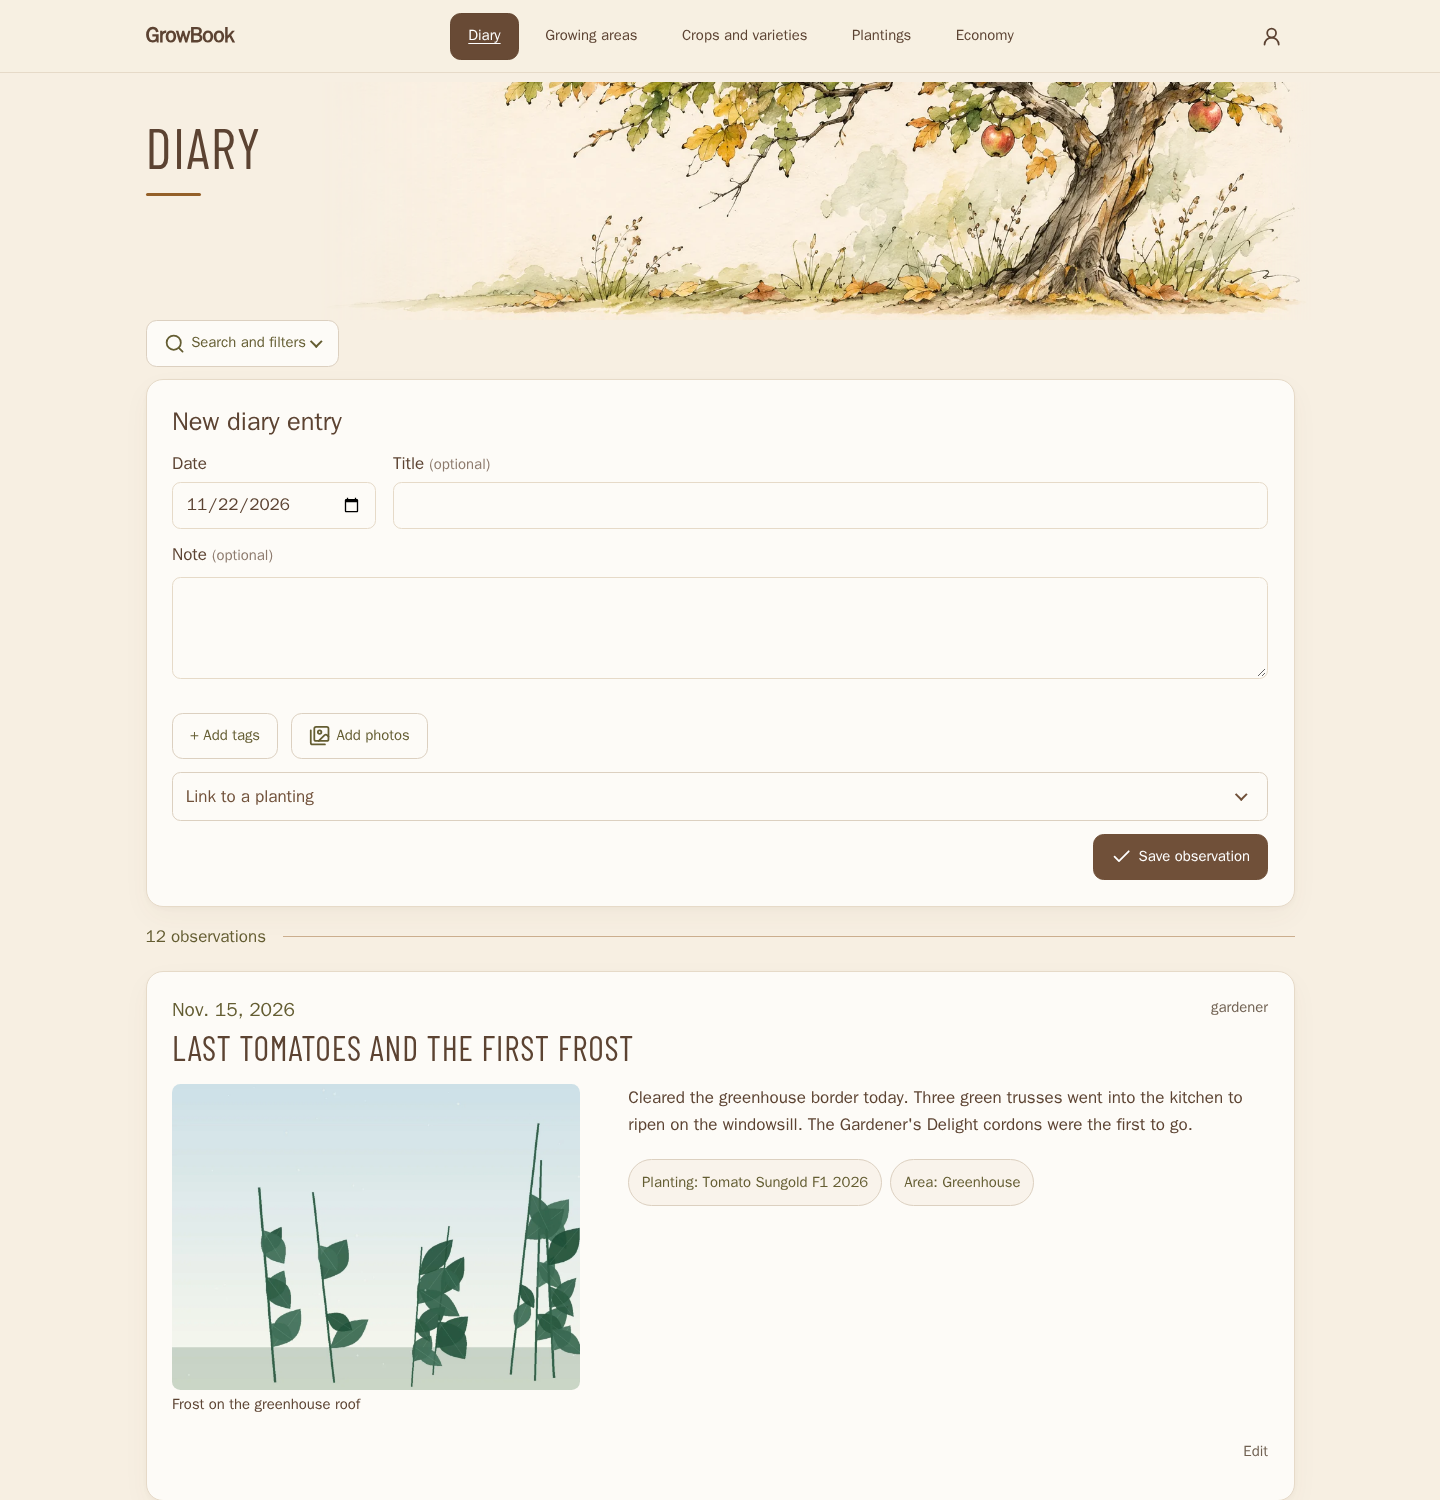 GrowBook
Diary
Growing areas
Crops and varieties
Plantings
Economy
DIARY
Search and filters
New diary entry
Date
Title (optional)
11/22/2026
Note (optional)
+ Add tags
Add photos
Link to a planting
Save observation
12 observations
Nov. 15, 2026
gardener
LAST TOMATOES AND THE FIRST FROST
Cleared the greenhouse border today. Three green trusses went into the kitchen to
ripen on the windowsill. The Gardener's Delight cordons were the first to go.
Planting: Tomato Sungold F1 2026
Area: Greenhouse
Frost on the greenhouse roof
Edit